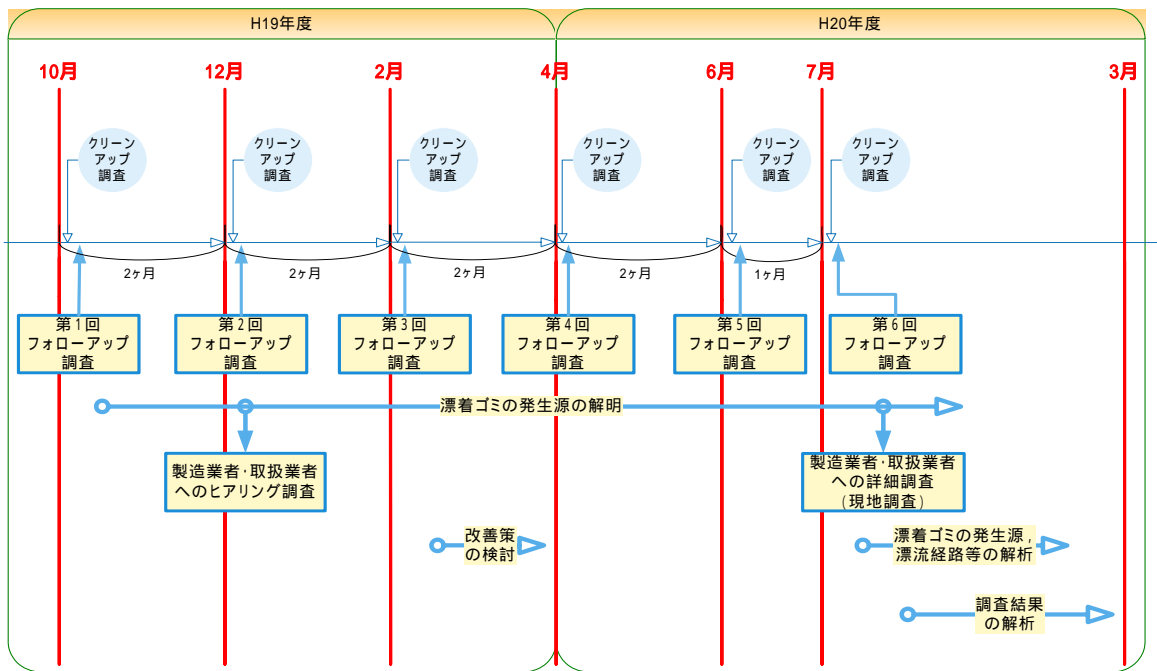 H19年度
H20年度
10月
12月
2月
4月
6月
7月
3月
クリーン
アップ
調査
クリーン
アップ
調査
クリーン
アップ
調査
クリーン
アップ
調査
クリーン
アップ
調査
クリーン
アップ
調査
2ヶ月
2ヶ月
2ヶ月
2ヶ月
1ヶ月
第1回
フォローアップ
調査
第2回
フォローアップ
調査
第3回
フォローアップ
調査
第4回
フォローアップ
調査
第5回
フォローアップ
調査
第6回
フォローアップ
調査
漂着ゴミの発生源の解明
製造業者・取扱業者
へのヒアリング調査
製造業者・取扱業者
への詳細調査
(現地調査)
改善策
の検討
漂着ゴミの発生源,
漂流経路等の解析
調査結果
の解析